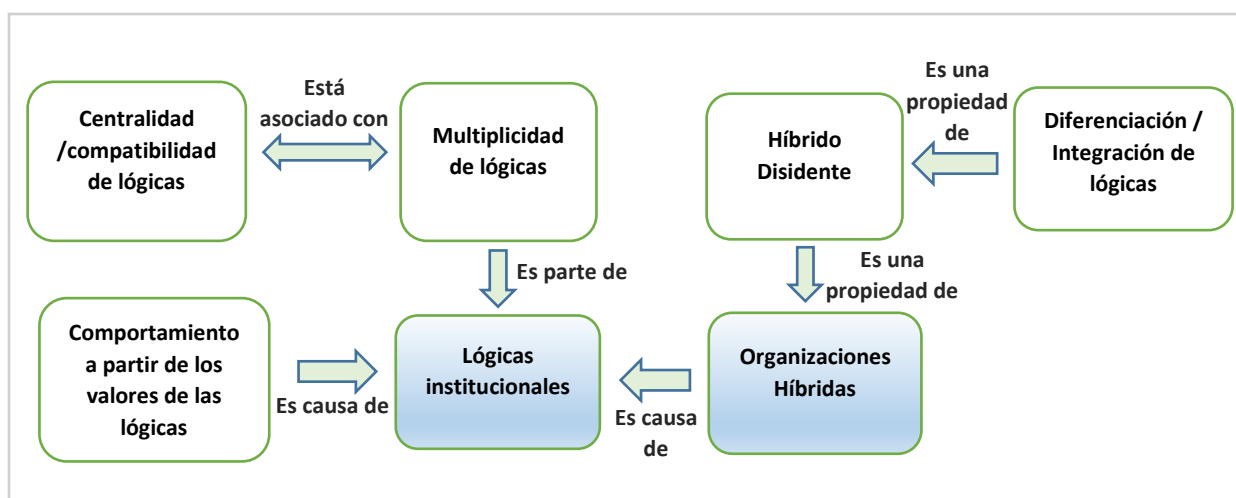 Centralidad
/compatibilidad
de lógicas
Está
asociado con
Multiplicidad
de lógicas
Híbrido
Disidente
Es una
propiedad
de
Diferenciación /
Integración de
lógicas
Es parte de
Es una
propiedad de
Comportamiento
a partir de los
valores de las
lógicas
Es causa de
Lógicas
institucionales
Es causa
de
Organizaciones
Híbridas